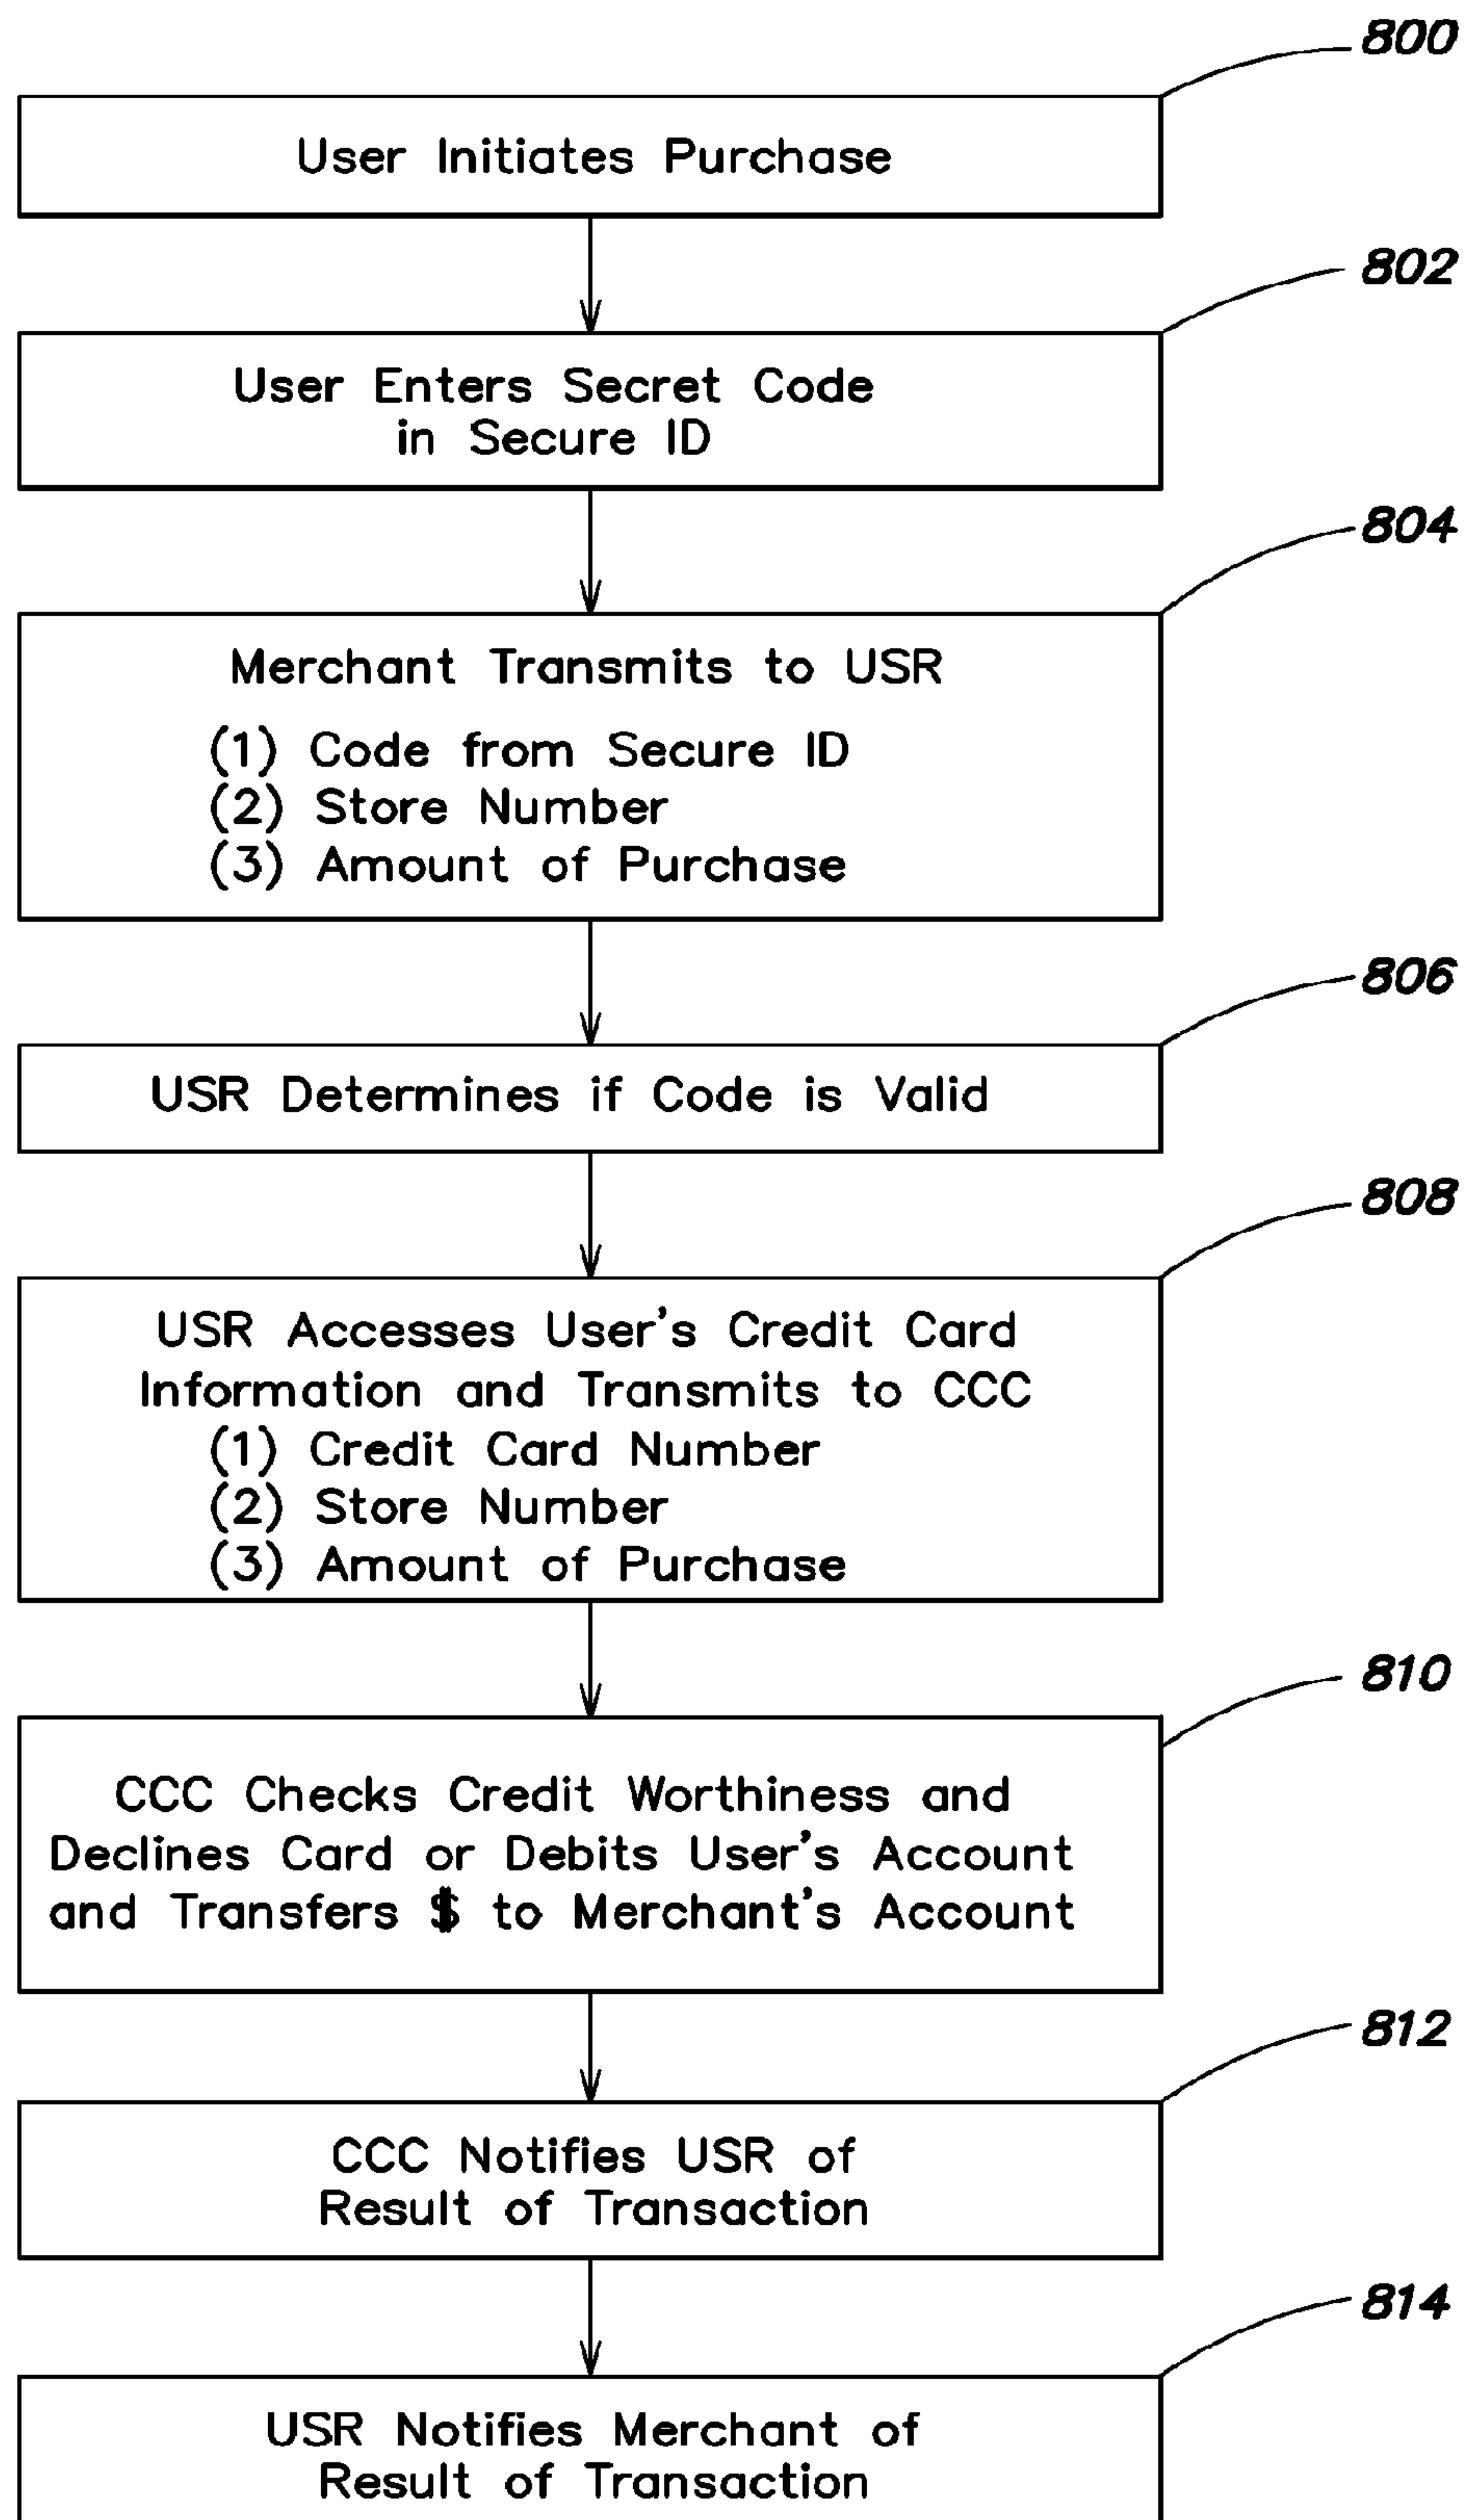 800
User Initiates Purchase
802
User Enters Secret Code
in Secure ID
804
Merchant Transmits to USR
(1) Code from Secure ID
(2) Store Number
(3) Amount of Purchase
806
USR Determines if Code is Valid
808
USR Accesses User's Credit Card
Information and Transmits to CCC
(1) Credit Card Number
(2) Store Number
(3) Amount of Purchase
810
CCC Checks Credit Worthiness and
Declines Card or Debits User's Account
and Transfers $ to Merchant's Account
812
CCC Notifies USR of
Result of Transaction
814
USR Notifies Merchant of
Result of Transaction